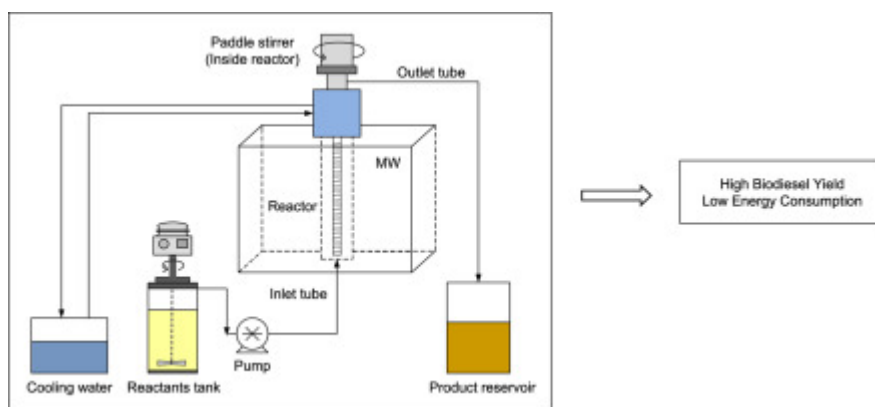 Paddle stirrer
(Inside reactor)
Outlet tube
MW
Reactor
Inlet tube
Pump
Cooling water
Reactants tank
Product reservoir
High Biodiesel Yield
Low Energy Consumption